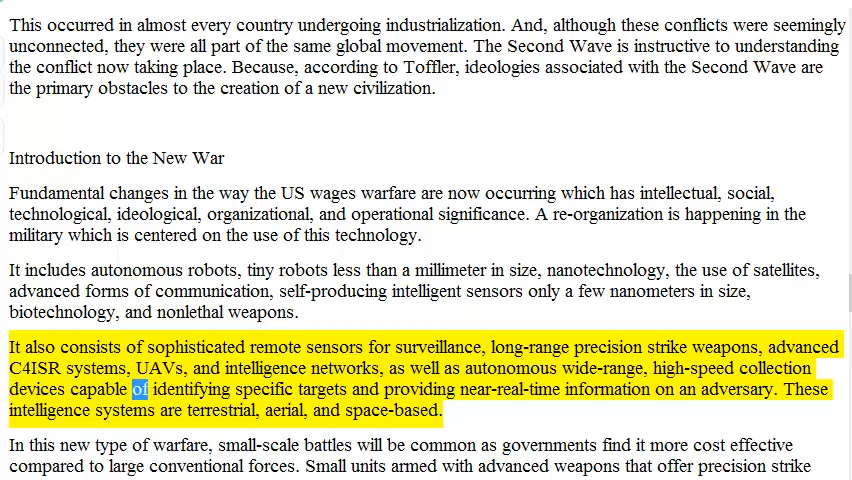 This occurred in almost every country undergoing industrialization. And, although these conflicts were seemingly
unconnected, they were all part of the same global movement. The Second Wave is instructive to understanding
the conflict now taking place. Because, according to Toffler, ideologies associated with the Second Wave are
the primary obstacles to the creation of a new civilization.
Introduction to the New War
Fundamental changes in the way the US wages warfare are now occurring which has intellectual, social,
technological, ideological, organizational, and operational significance. A re-organization is happening in the
military which is centered on the use of this technology.
It includes autonomous robots, tiny robots less than a millimeter in size, nanotechnology, the use of satellites,
advanced forms of communication, self-producing intelligent sensors only a few nanometers in size,
biotechnology, and nonlethal weapons.
It also consists of sophisticated remote sensors for surveillance, long-range precision strike weapons, advanced
C4ISR systems, UAVs, and intelligence networks, as well as autonomous wide-range, high-speed collection
devices capable of identifying specific targets and providing near-real-time information on an adversary. These
intelligence systems are terrestrial, aerial, and space-based.
In this new type of warfare, small-scale battles will be common as governments find it more cost effective
compared to large conventional forces. Small units armed with advanced weapons that offer precision strike